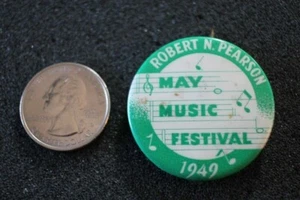 ROBERT N. PEARSON
MAY
MUSIC
FESTIVAL
1949